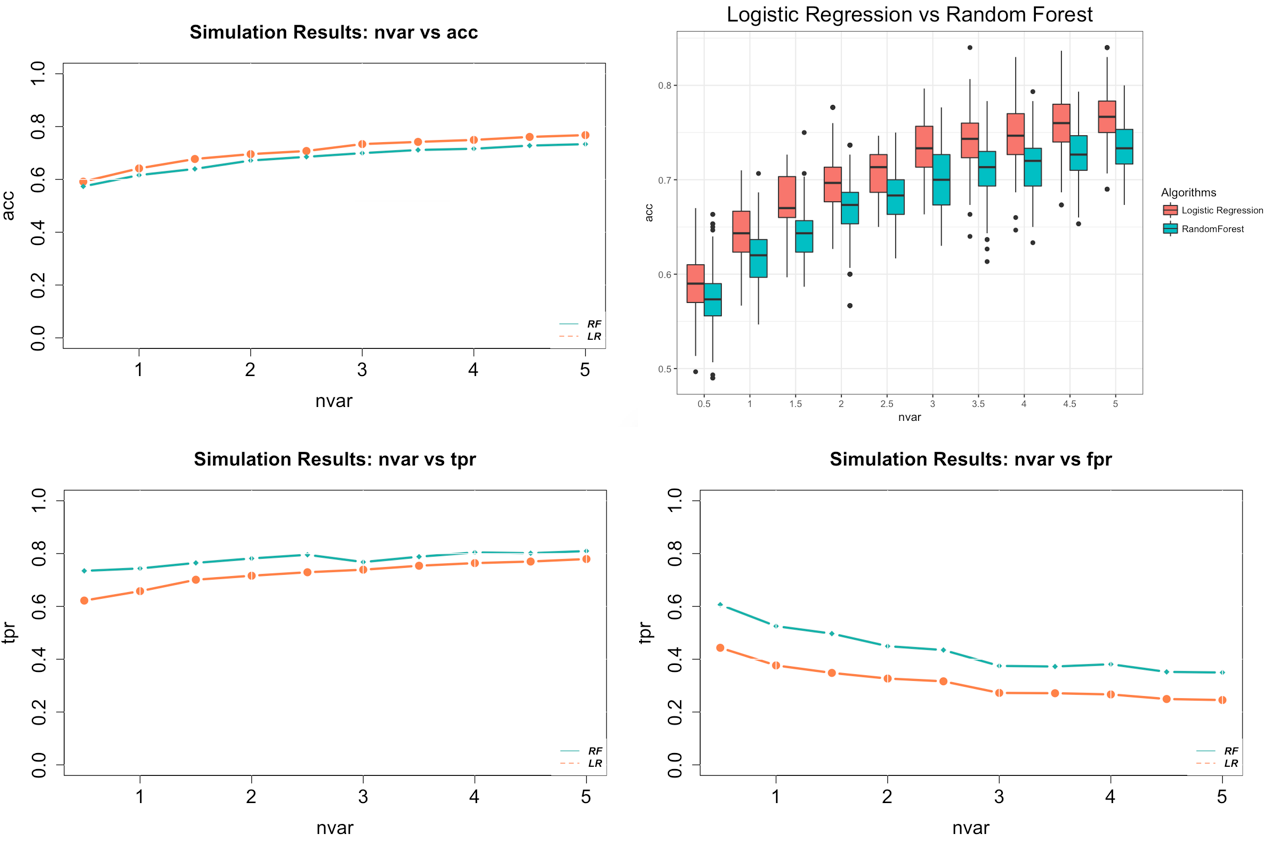 Simulation Results: nvar vs acc
1.0
0.8
0.6
0.4
0.2
0.0
acc
1 2 3 4 5
nvar
RF
LR
Logistic Regression vs Random Forest
0.8
0.7
0.6
0.5
acc
0.5 1 1.5 2 2.5 3 3.5 4 4.5 5
nvar
Algorithms
Logistic Regression
RandomForest
Simulation Results: nvar vs tpr
1.0
0.8
0.6
0.4
0.2
0.0
tpr
1 2 3 4 5
nvar
RF
LR
Simulation Results: nvar vs fpr
1.0
0.8
0.6
0.4
0.2
0.0
fpr
1 2 3 4 5
nvar
RF
LR